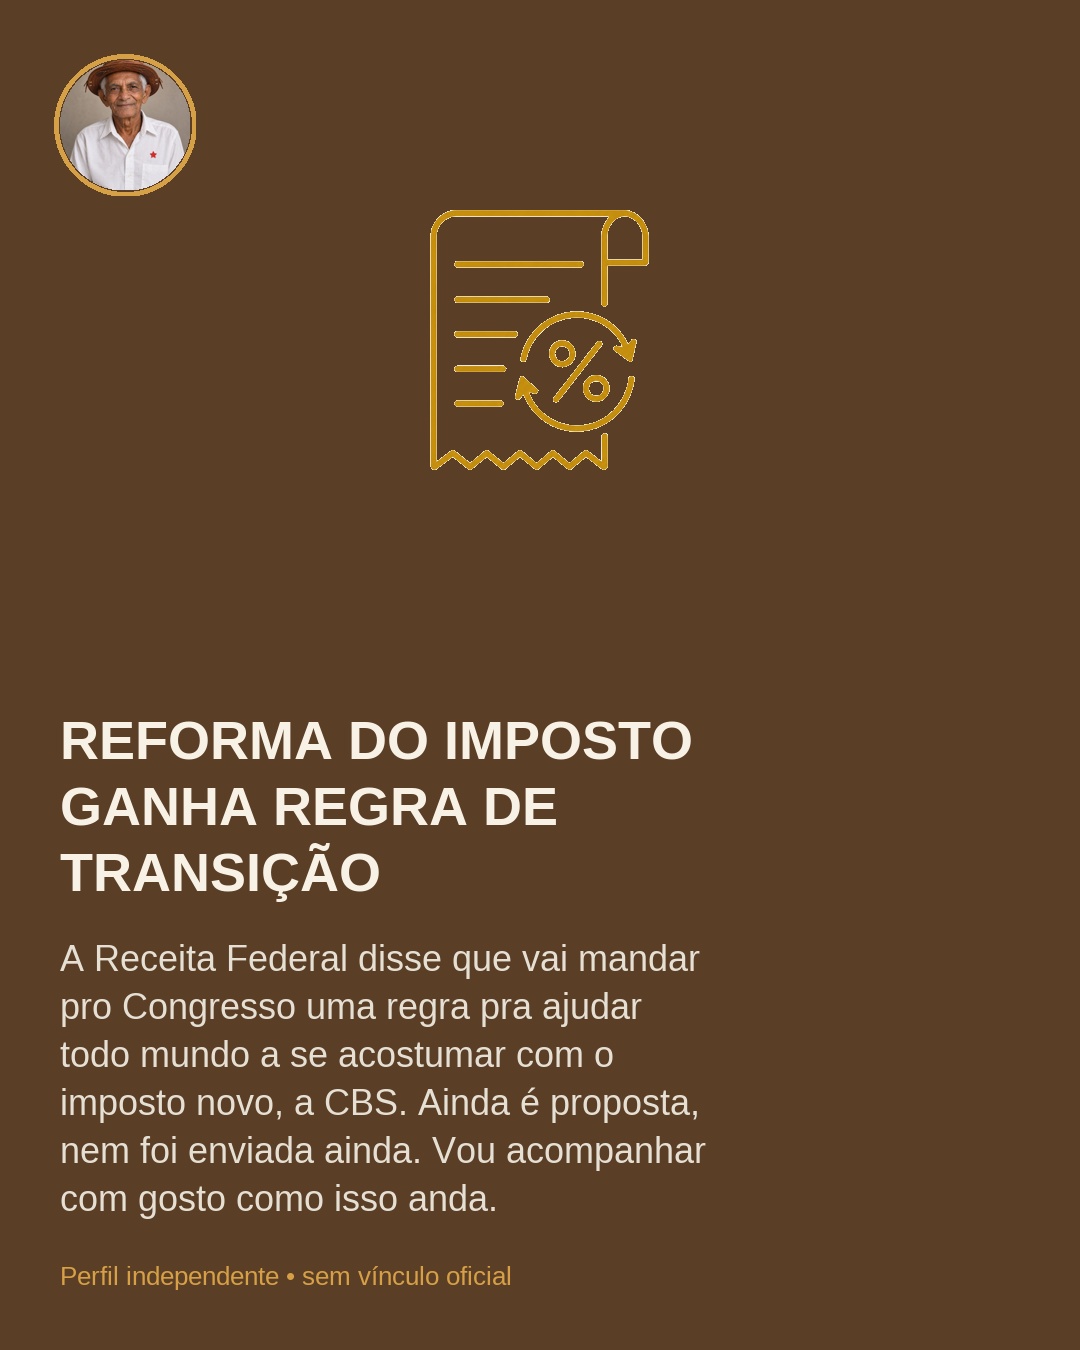 REFORMA DO IMPOSTO
GANHA REGRA DE
TRANSIÇÃO
A Receita Federal disse que vai mandar
pro Congresso uma regra pra ajudar
todo mundo a se acostumar com o
imposto novo, a CBS. Ainda é proposta,
nem foi enviada ainda. Vou acompanhar
com gosto como isso anda.
Perfil independente • sem vínculo oficial